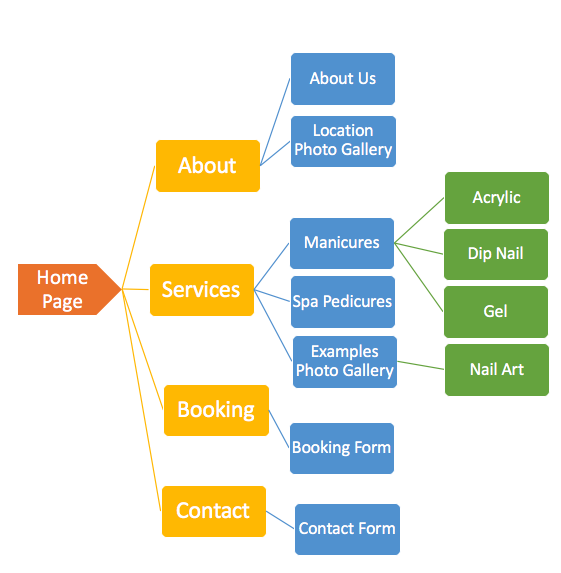 Home
Page
About
About Us
Location
Photo Gallery
Services
Manicures
Acrylic
Dip Nail
Gel
Spa Pedicures
Examples
Photo Gallery
Nail Art
Booking
Booking Form
Contact
Contact Form